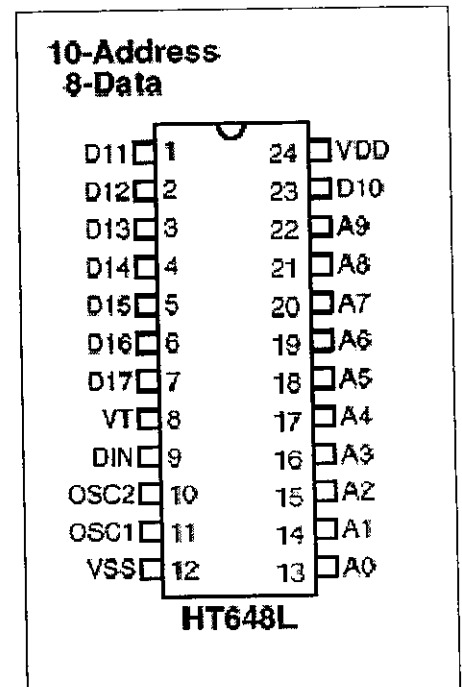 10-Address
8-Data
D11 1 24 VDD
D12 2 23 D10
D13 3 22 A9
D14 4 21 A8
D15 5 20 A7
D16 6 19 A6
D17 7 18 A5
VT 8 17 A4
DIN 9 16 A3
OSC2 10 15 A2
OSC1 11 14 A1
VSS 12 13 A0
HT648L